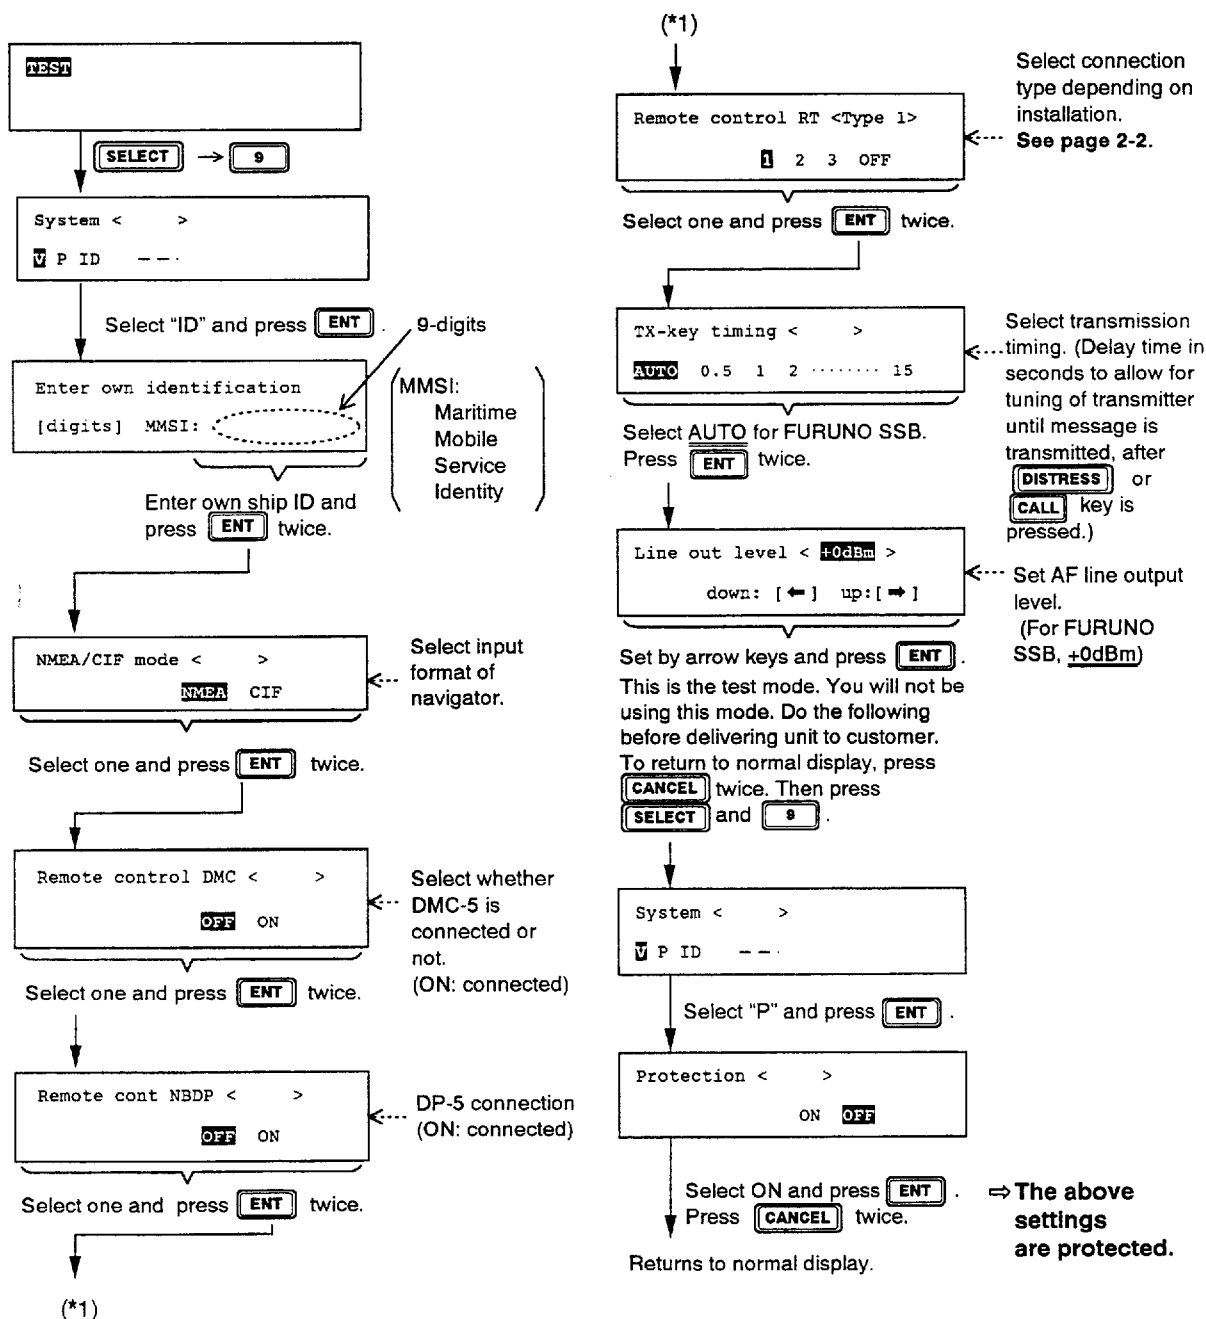 TEST
SELECT → 9
System <     >
V P ID   – – ·
Select “ID” and press ENT .
9-digits
Enter own identification
[digits]  MMSI:
MMSI:
Maritime
Mobile
Service
Identity
Enter own ship ID and
press ENT twice.
NMEA/CIF mode <     >
NMEA  CIF
Select input
format of
navigator.
Select one and press ENT twice.
Remote control DMC <     >
OFF  ON
Select whether
DMC-5 is
connected or
not.
(ON: connected)
Select one and press ENT twice.
Remote cont NBDP <     >
OFF  ON
DP-5 connection
(ON: connected)
Select one and press ENT twice.
(*1)
(*1)
Remote control RT <Type 1>
1  2  3  OFF
Select connection
type depending on
installation.
See page 2-2.
Select one and press ENT twice.
TX-key timing <     >
AUTO  0.5  1  2 ········ 15
Select transmission
timing. (Delay time in
seconds to allow for
tuning of transmitter
until message is
transmitted, after
DISTRESS or
CALL key is
pressed.)
Select AUTO for FURUNO SSB.
Press ENT twice.
Line out level < +0dBm >
down: [←]  up:[→]
Set AF line output
level.
(For FURUNO
SSB, +0dBm)
Set by arrow keys and press ENT .
This is the test mode. You will not be
using this mode. Do the following
before delivering unit to customer.
To return to normal display, press
CANCEL twice. Then press
SELECT and 9 .
System <     >
V P ID   – – ·
Select “P” and press ENT .
Protection <     >
ON  OFF
Select ON and press ENT .
Press CANCEL twice.
⇒ The above
settings
are protected.
Returns to normal display.